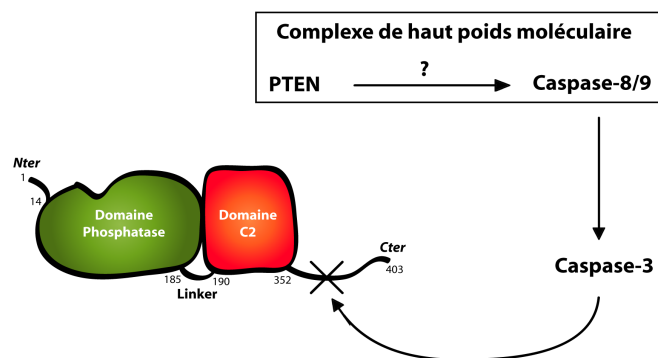 Complexe de haut poids moléculaire
?
PTEN
Caspase-8/9
Nter
1
14
Domaine
Phosphatase
Domaine
C2
Cter
403
185
190
352
Linker
Caspase-3